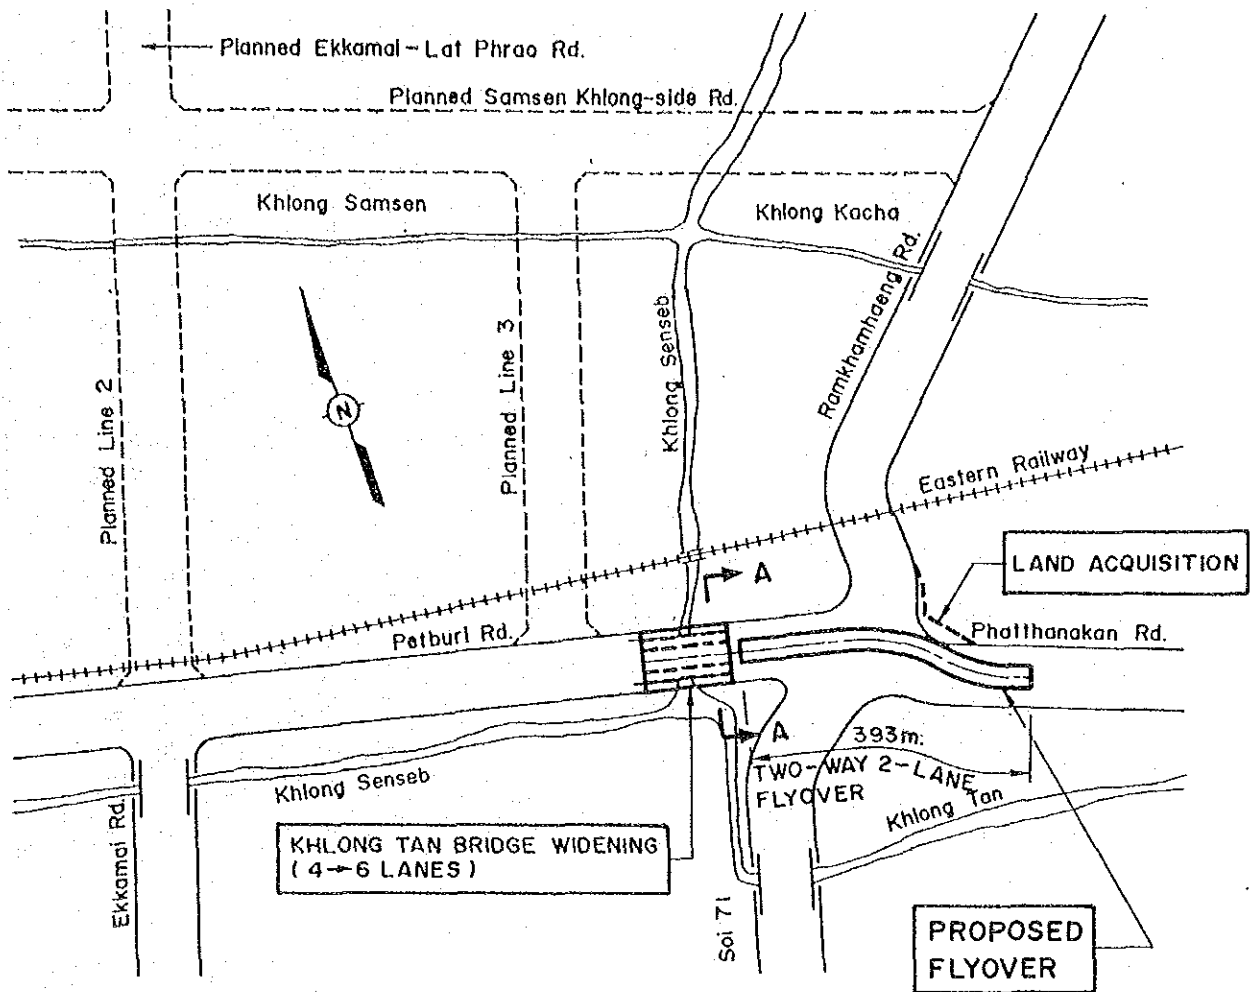 Planned Ekkamai-Lat Phrao Rd.
Planned Samsen Khlong-side Rd.
Khlong Samsen
Khlong Kacha
Ramkhamhaeng Rd.
Planned Line 2
Planned Line 3
Khlong Senseb
N
Eastern Railway
LAND ACQUISITION
A
Petburi Rd.
Phatthanakan Rd.
A
393m.
TWO-WAY 2-LANE
FLYOVER
Khlong Senseb
Khlong Tan
KHLONG TAN BRIDGE WIDENING
(4→6 LANES)
Ekkamai Rd.
Soi 71
PROPOSED
FLYOVER